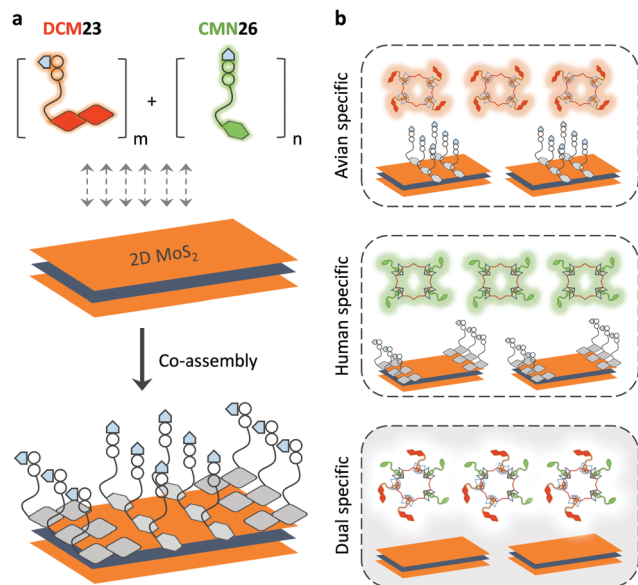 a
DCM23
CMN26
+
m
n
2D MoS₂
Co-assembly
b
Avian specific
Human specific
Dual specific